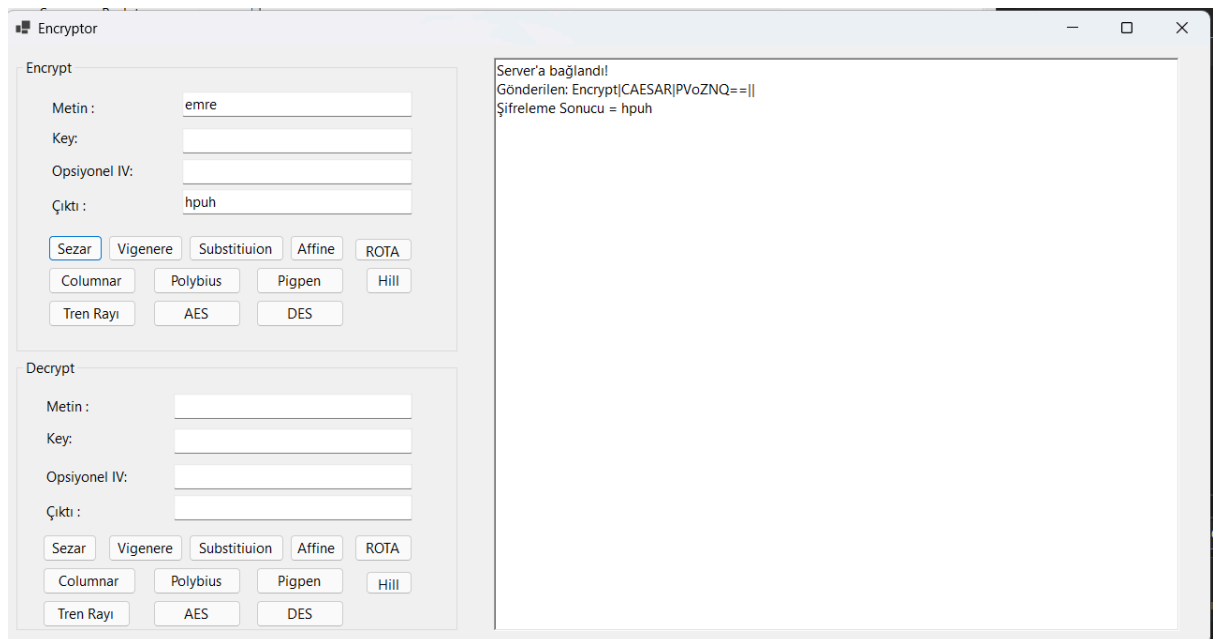 Encryptor
Encrypt
Metin : emre
Key:
Opsiyonel IV:
Çıktı : hpuh
Sezar Vigenere Substitiuion Affine ROTA
Columnar Polybius Pigpen Hill
Tren Rayı AES DES
Decrypt
Metin :
Key:
Opsiyonel IV:
Çıktı :
Sezar Vigenere Substitiuion Affine ROTA
Columnar Polybius Pigpen Hill
Tren Rayı AES DES
Server'a bağlandı!
Gönderilen: Encrypt|CAESAR|PVoZNQ==||
Şifreleme Sonucu = hpuh